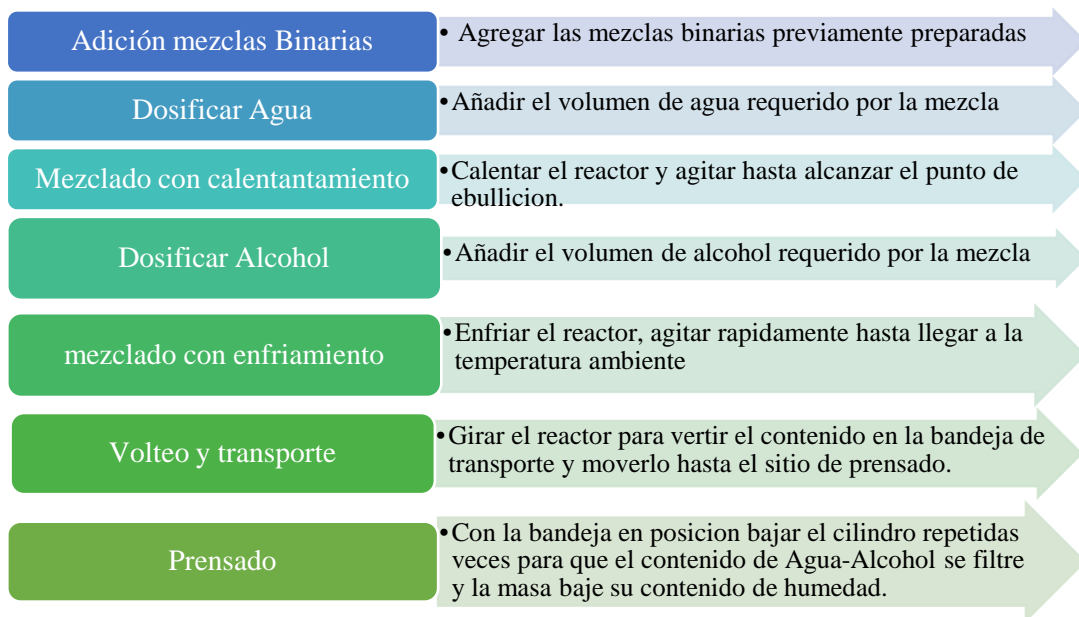 Adición mezclas Binarias
• Agregar las mezclas binarias previamente preparadas
Dosificar Agua
•Añadir el volumen de agua requerido por la mezcla
Mezclado con calentantamiento
•Calentar el reactor y agitar hasta alcanzar el punto de
ebullicion.
Dosificar Alcohol
•Añadir el volumen de alcohol requerido por la mezcla
mezclado con enfriamiento
•Enfriar el reactor, agitar rapidamente hasta llegar a la
temperatura ambiente
Volteo y transporte
•Girar el reactor para vertir el contenido en la bandeja de
transporte y moverlo hasta el sitio de prensado.
Prensado
•Con la bandeja en posicion bajar el cilindro repetidas
veces para que el contenido de Agua-Alcohol se filtre
y la masa baje su contenido de humedad.